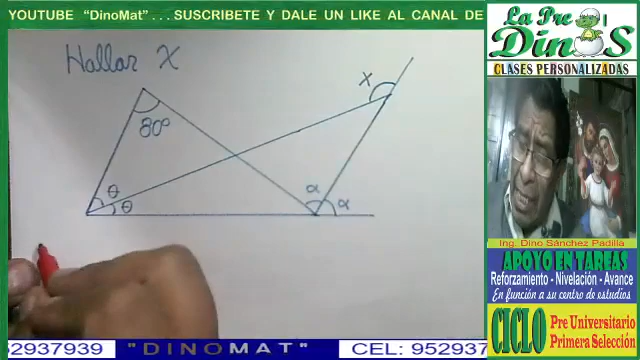 YOUTUBE "DinoMat" . . . SUSCRIBETE Y DALE UN LIKE AL CANAL DE
La Pre
DinoS
CLASES PERSONALIZADAS
Hallar X
X
80°
θ
θ
α
α
Ing. Dino Sánchez Padilla
APOYO EN TAREAS
Reforzamiento - Nivelación - Avance
En función a su centro de estudios
CICLO
Pre Universitario
Primera Selección
52937939 "DINOMAT" CEL: 952937